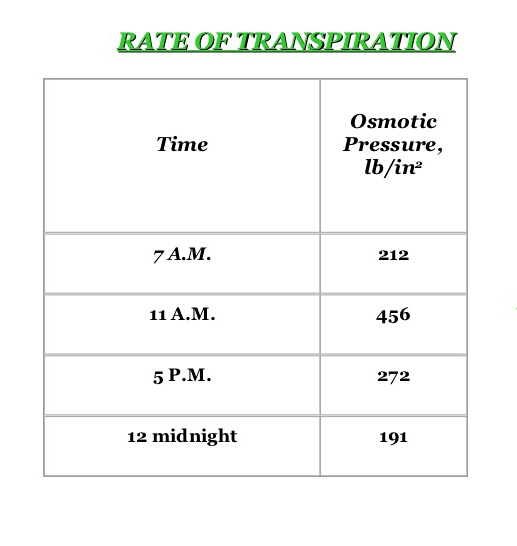 RATE OF TRANSPIRATION
Time
Osmotic
Pressure,
lb/in²
7 A.M.
212
11 A.M.
456
5 P.M.
272
12 midnight
191